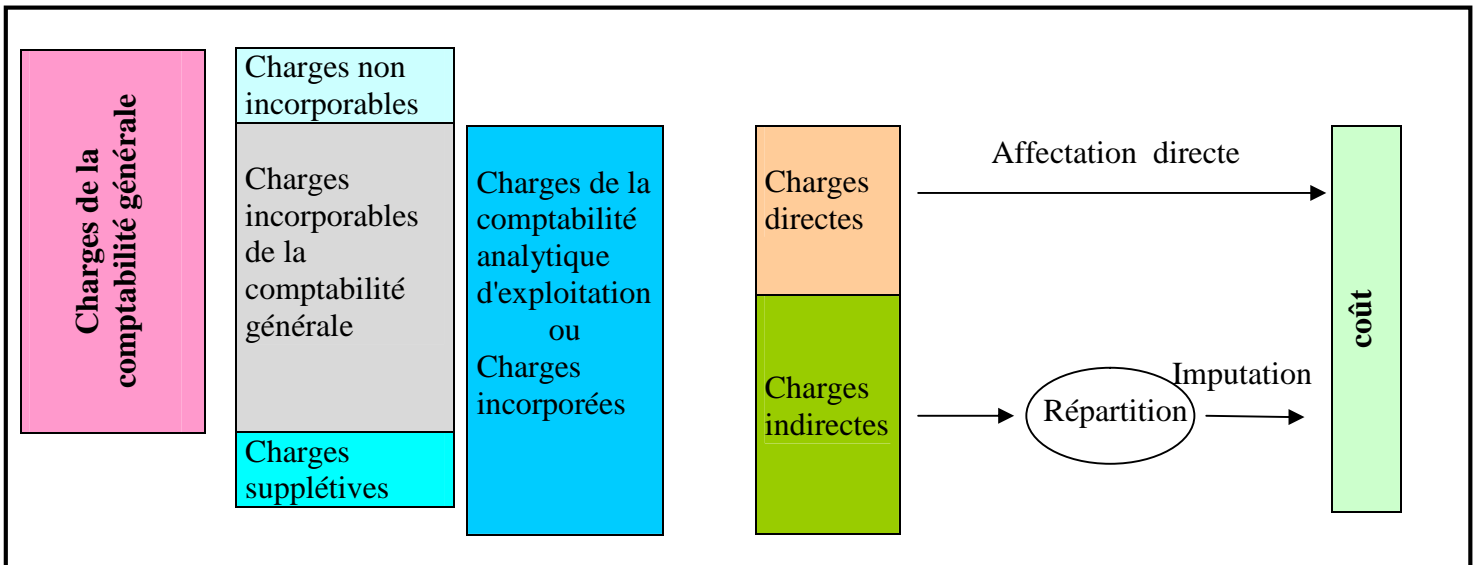 Charges de la
comptabilité générale
Charges non
incorporables
Charges
incorporables
de la
comptabilité
générale
Charges
supplétives
Charges de la
comptabilité
analytique
d'exploitation
ou
Charges
incorporées
Charges
directes
Charges
indirectes
Affectation directe
Répartition
Imputation
coût